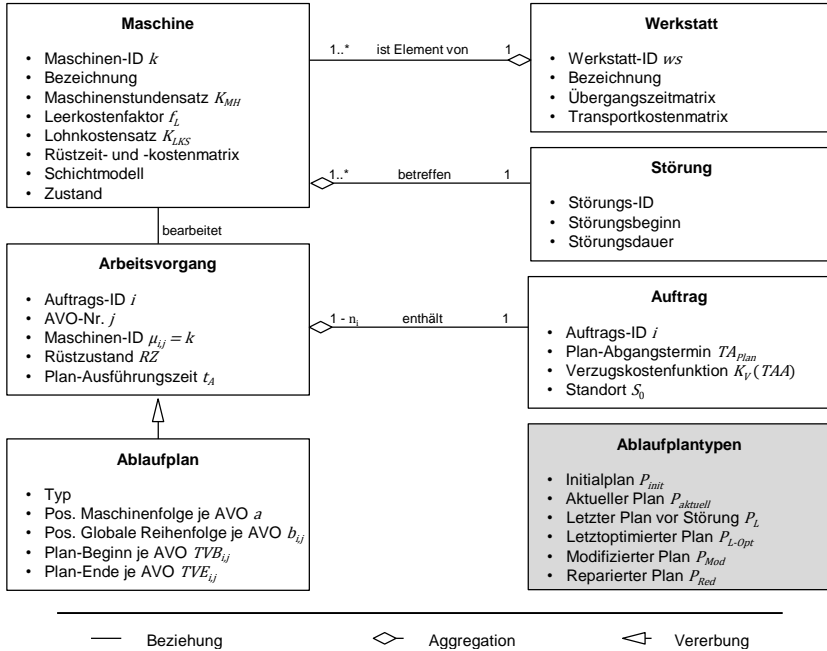 Maschine
• Maschinen-ID k
• Bezeichnung
• Maschinenstundensatz K_MH
• Leerkostenfaktor f_L
• Lohnkostensatz K_LKS
• Rüstzeit- und -kostenmatrix
• Schichtmodell
• Zustand
1..* ist Element von 1
Werkstatt
• Werkstatt-ID ws
• Bezeichnung
• Übergangszeitmatrix
• Transportkostenmatrix
1..* betreffen 1
Störung
• Störungs-ID
• Störungsbeginn
• Störungsdauer
bearbeitet
Arbeitsvorgang
• Auftrags-ID i
• AVO-Nr. j
• Maschinen-ID μ_i,j = k
• Rüstzustand RZ
• Plan-Ausführungszeit t_A
1 - n_i enthält 1
Auftrag
• Auftrags-ID i
• Plan-Abgangstermin TA_Plan
• Verzugskostenfunktion K_V(TAA)
• Standort S_0
Ablaufplan
• Typ
• Pos. Maschinenfolge je AVO a
• Pos. Globale Reihenfolge je AVO b_i,j
• Plan-Beginn je AVO TVB_i,j
• Plan-Ende je AVO TVE_i,j
Ablaufplantypen
• Initialplan P_init
• Aktueller Plan P_aktuell
• Letzter Plan vor Störung P_L
• Letztoptimierter Plan P_L-Opt
• Modifizierter Plan P_Mod
• Reparierter Plan P_Red
Beziehung Aggregation Vererbung